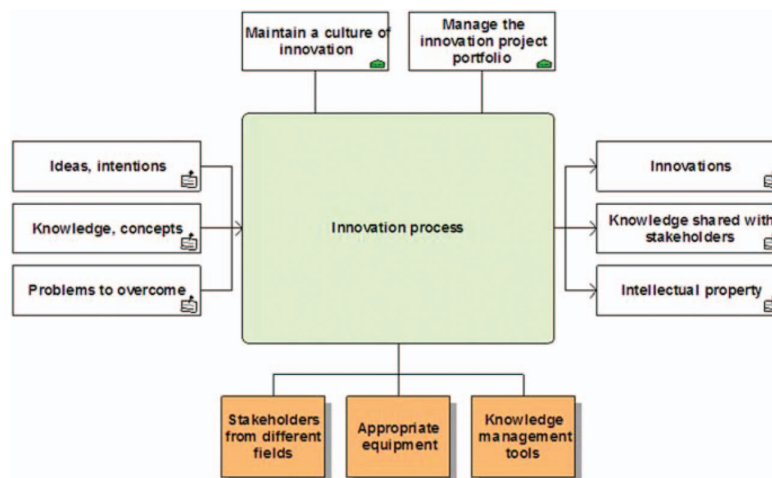 Maintain a culture of
innovation
Manage the
innovation project
portfolio
Ideas, intentions
Knowledge, concepts
Problems to overcome
Innovation process
Innovations
Knowledge shared with
stakeholders
Intellectual property
Stakeholders
from different
fields
Appropriate
equipment
Knowledge
management
tools